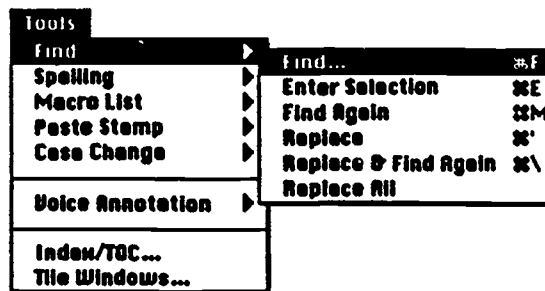 Tools
Find
Spelling
Macro List
Paste Stamp
Case Change
Voice Annotation
Index/TOC...
Tile Windows...
Find... ⌘F
Enter Selection ⌘E
Find Again ⌘M
Replace ⌘'
Replace & Find Again ⌘\
Replace All